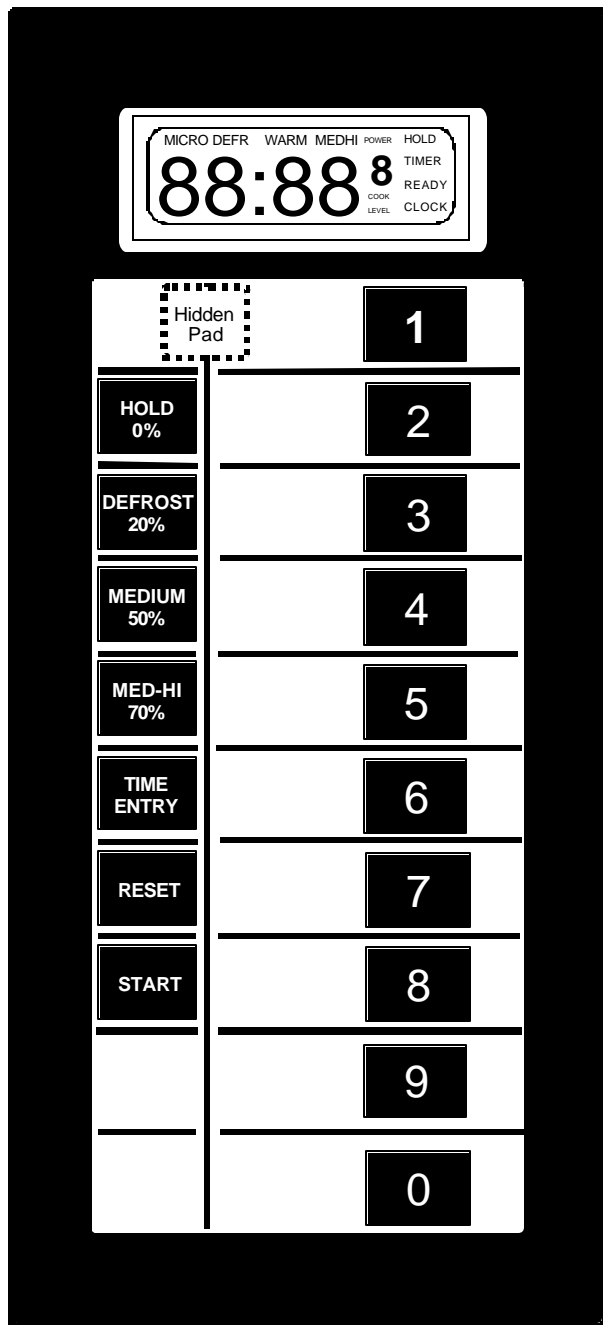 MICRO DEFR WARM MEDHI POWER HOLD
88:88 8 TIMER
READY
COOK
LEVEL CLOCK
Hidden
Pad
1
HOLD
0%
2
DEFROST
20%
3
MEDIUM
50%
4
MED-HI
70%
5
TIME
ENTRY
6
RESET
7
START
8
9
0